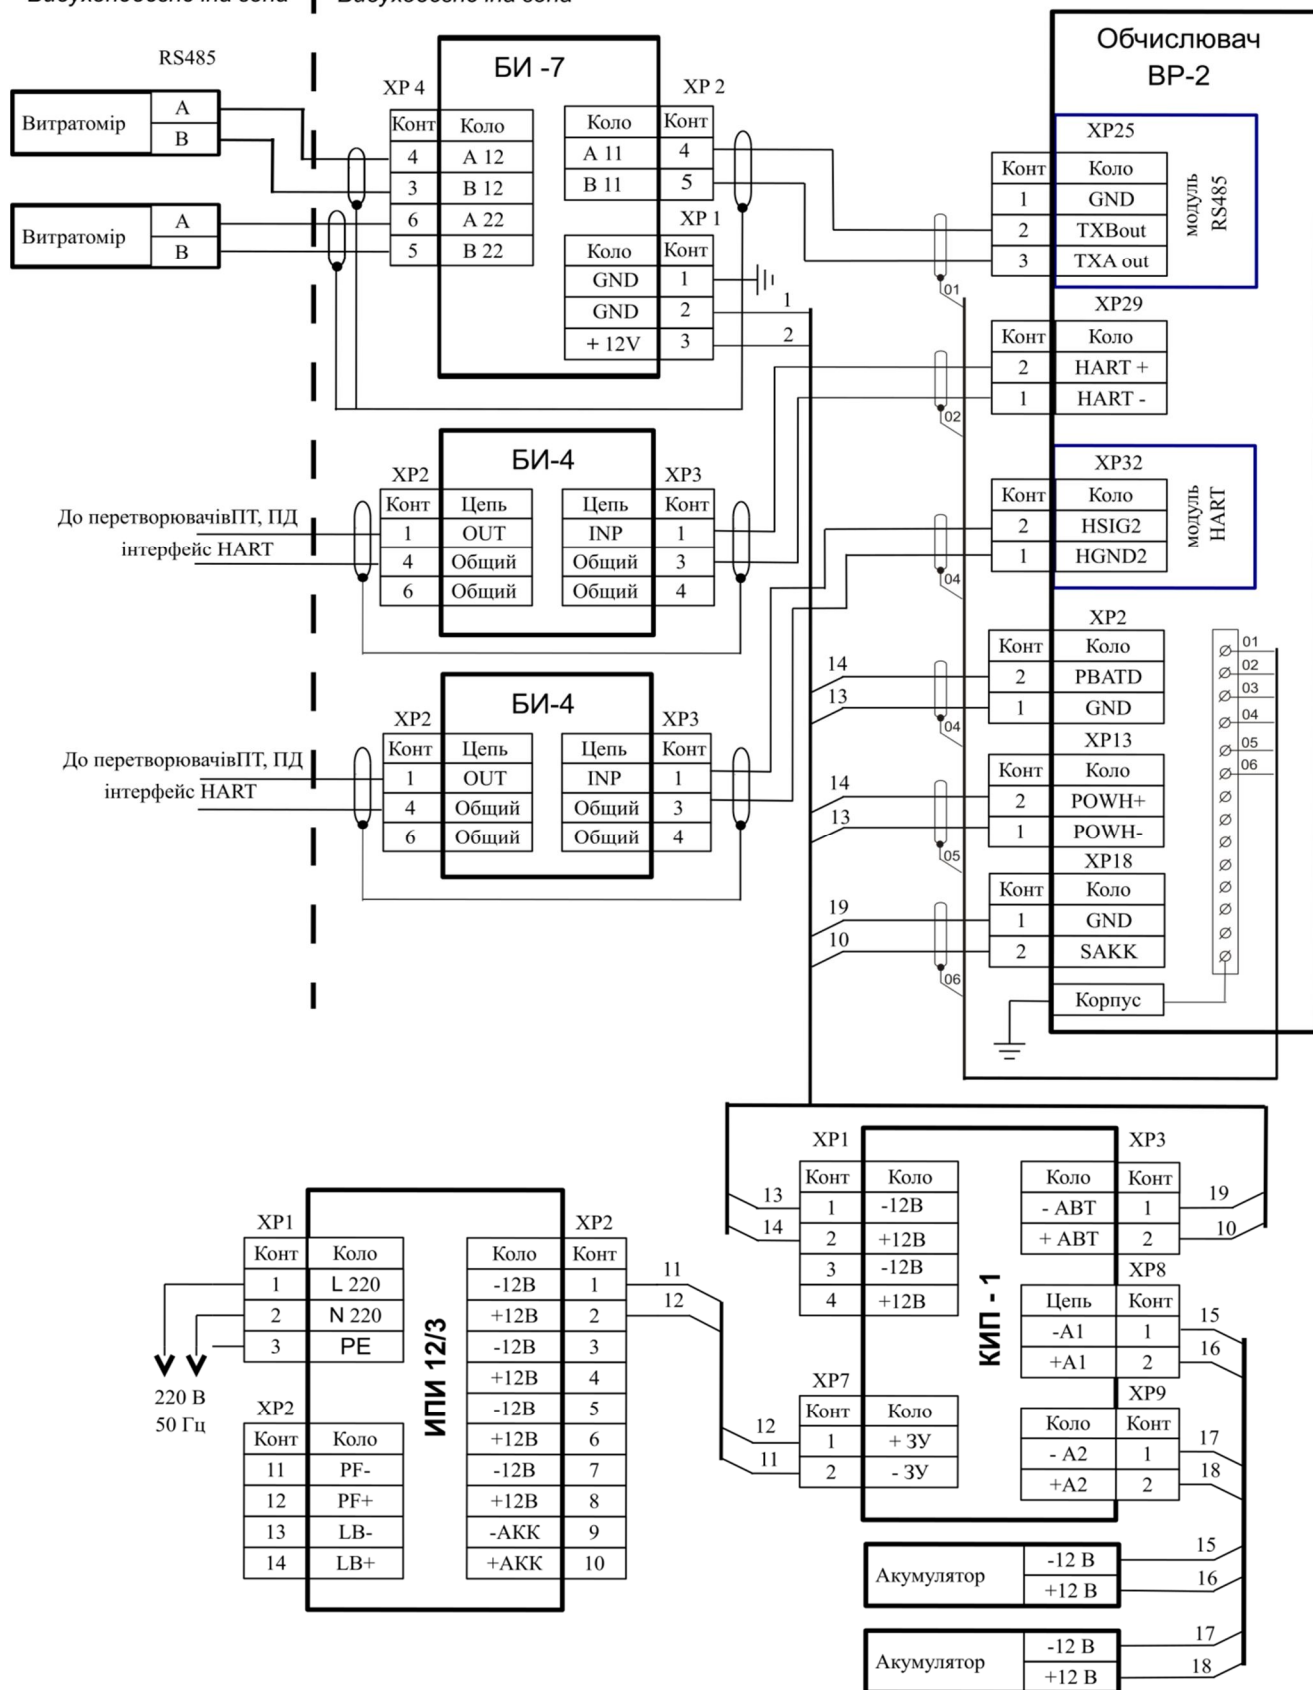 RS485
Витратомір
A
B
Витратомір
A
B
БИ -7
XP 4
Конт Коло
4 A 12
3 B 12
6 A 22
5 B 22
XP 2
Коло Конт
A 11 4
B 11 5
XP 1
Коло Конт
GND 1
GND 2
+ 12V 3
1
2
Обчислювач
ВР-2
XP25
Конт Коло
1 GND
2 TXBout
3 TXA out
модуль
RS485
01
XP29
Конт Коло
2 HART +
1 HART -
02
XP32
Конт Коло
2 HSIG2
1 HGND2
модуль
HART
04
XP2
Конт Коло
2 PBATD
1 GND
14
13
04
XP13
Конт Коло
2 POWH+
1 POWH-
14
13
05
XP18
Конт Коло
1 GND
2 SAKK
19
10
06
Корпус
01
02
03
04
05
06
БИ-4
XP2
Конт Цепь
1 OUT
4 Общий
6 Общий
XP3
Цепь Конт
INP 1
Общий 3
Общий 4
До перетворювачівПТ, ПД
інтерфейс HART
БИ-4
XP2
Конт Цепь
1 OUT
4 Общий
6 Общий
XP3
Цепь Конт
INP 1
Общий 3
Общий 4
До перетворювачівПТ, ПД
інтерфейс HART
ИПИ 12/3
XP1
Конт Коло
1 L 220
2 N 220
3 PE
220 В
50 Гц
XP2
Конт Коло
11 PF-
12 PF+
13 LB-
14 LB+
XP2
Коло Конт
-12В 1
+12В 2
-12В 3
+12В 4
-12В 5
+12В 6
-12В 7
+12В 8
-АКК 9
+АКК 10
11
12
КИП - 1
XP1
Конт Коло
1 -12В
2 +12В
3 -12В
4 +12В
13
14
XP7
Конт Коло
1 + ЗУ
2 - ЗУ
12
11
XP3
Коло Конт
- АВТ 1
+ АВТ 2
19
10
XP8
Цепь Конт
-А1 1
+А1 2
15
16
XP9
Коло Конт
- А2 1
+А2 2
17
18
Акумулятор
-12 В
+12 В
15
16
Акумулятор
-12 В
+12 В
17
18